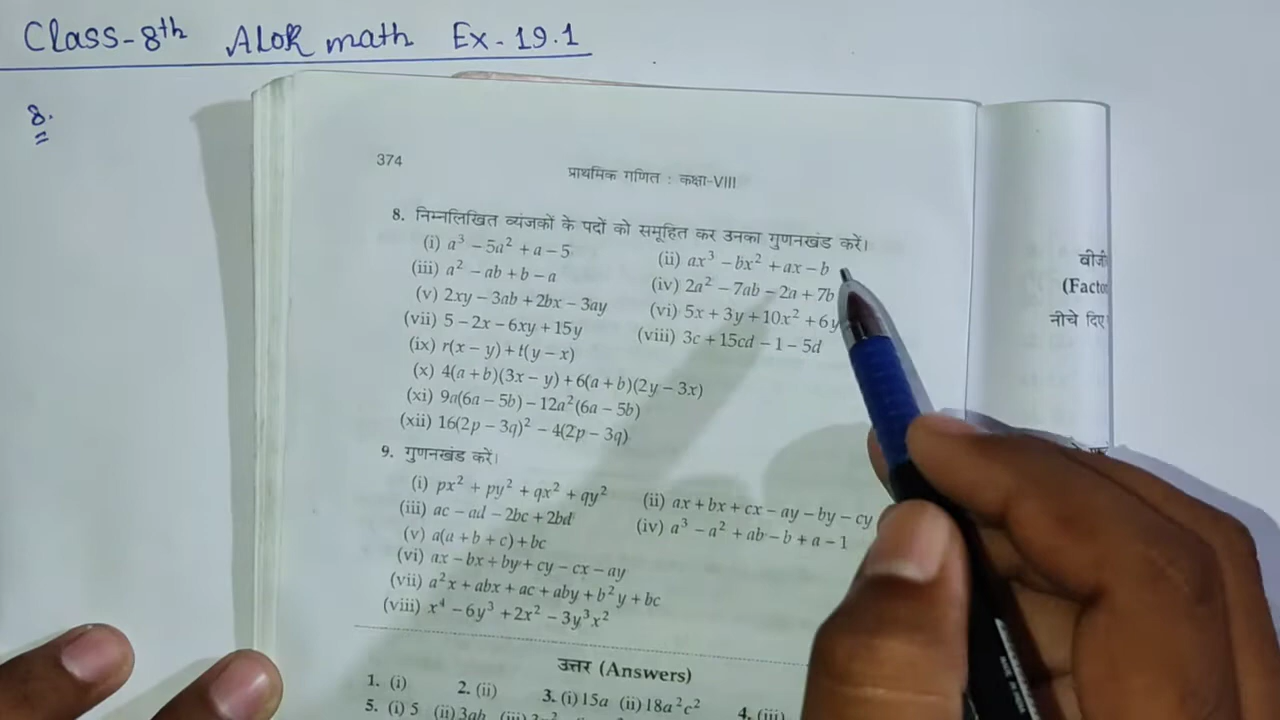 Class-8th ALOK math Ex-19.1
8.
374
प्राथमिक गणित : कक्षा-VIII
8. निम्नलिखित व्यंजकों के पदों को समूहित कर उनका गुणनखंड करें।
(i) a³ − 5a² + a − 5
(ii) ax³ − bx² + ax − b
(iii) a² − ab + b − a
(iv) 2a² − 7ab − 2a + 7b
(v) 2xy − 3ab + 2bx − 3ay
(vi) 5x + 3y + 10x² + 6y
(vii) 5 − 2x − 6xy + 15y
(viii) 3c + 15cd − 1 − 5d
(ix) r(x − y) + t(y − x)
(x) 4(a + b)(3x − y) + 6(a + b)(2y − 3x)
(xi) 9a(6a − 5b) − 12a²(6a − 5b)
(xii) 16(2p − 3q)² − 4(2p − 3q)
9. गुणनखंड करें।
(i) px² + py² + qx² + qy²
(ii) ax + bx + cx − ay − by − cy
(iii) ac − ad − 2bc + 2bd
(iv) a³ − a² + ab − b + a − 1
(v) a(a + b + c) + bc
(vi) ax − bx + by + cy − cx − ay
(vii) a²x + abx + ac + aby + b²y + bc
(viii) x⁴ − 6y³ + 2x² − 3y³x²
उत्तर (Answers)
1. (i) 2. (ii) 3. (i) 15a (ii) 18a²c² 4. (iii)
5. (i) 5 (ii) 3ab (iii)
(Factor
नीचे दिए